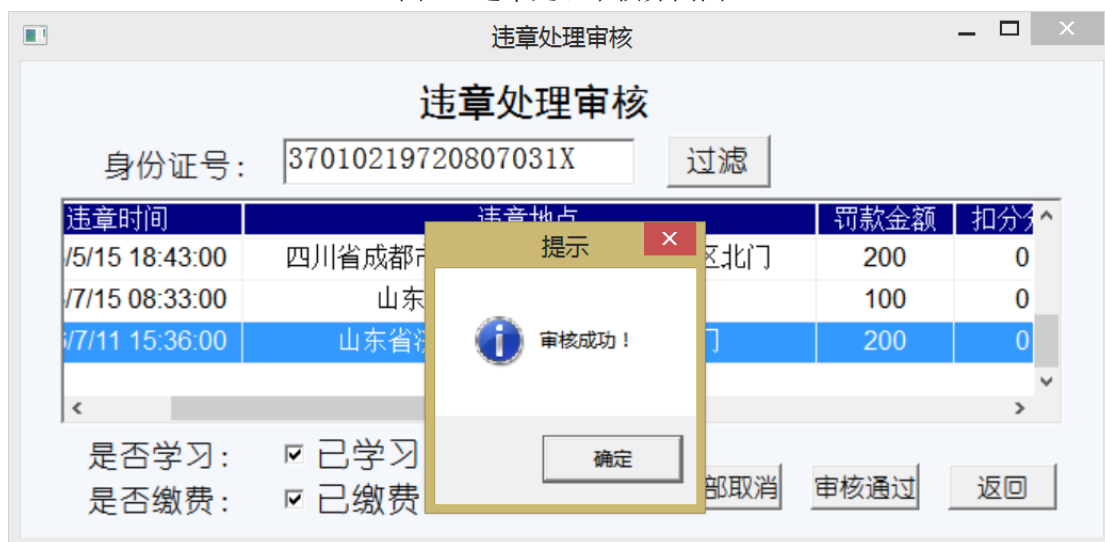 违章处理审核
违章处理审核
身份证号: 37010219720807031X 过滤
违章时间 违章地点 罚款金额 扣分
提示
/5/15 18:43:00 四川省成都市 区北门 200 0
/7/15 08:33:00 山东 100 0
/7/11 15:36:00 山东省 门 200 0
审核成功！
确定
是否学习: 已学习
是否缴费: 已缴费 部取消 审核通过 返回